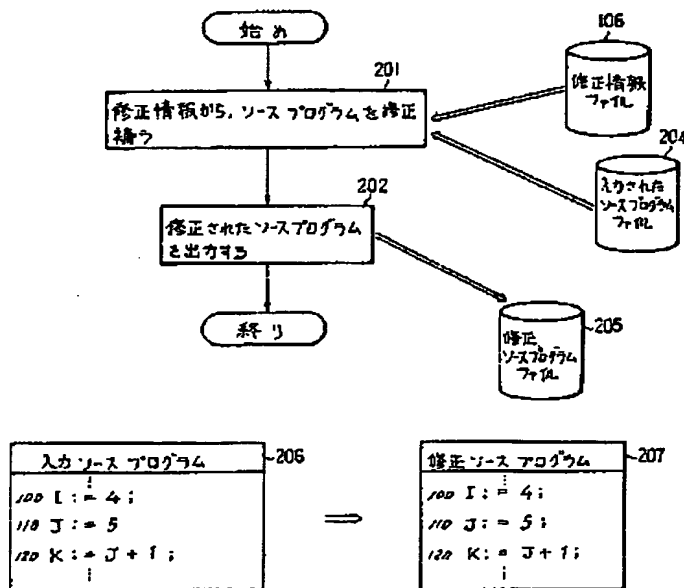 始め
201
修正情報から,ソースプログラムを修正
補う
106
修正情報
ファイル
204
入力された
ソースプログラム
ファイル
202
修正されたソースプログラム
を出力する
終り
205
修正
ソースプログラム
ファイル
入力ソース プログラム
206
100 I := 4;
110 J := 5
120 K := J + 1;
⇒
修正ソース プログラム
207
100 I := 4;
110 J := 5;
120 K := J + 1;